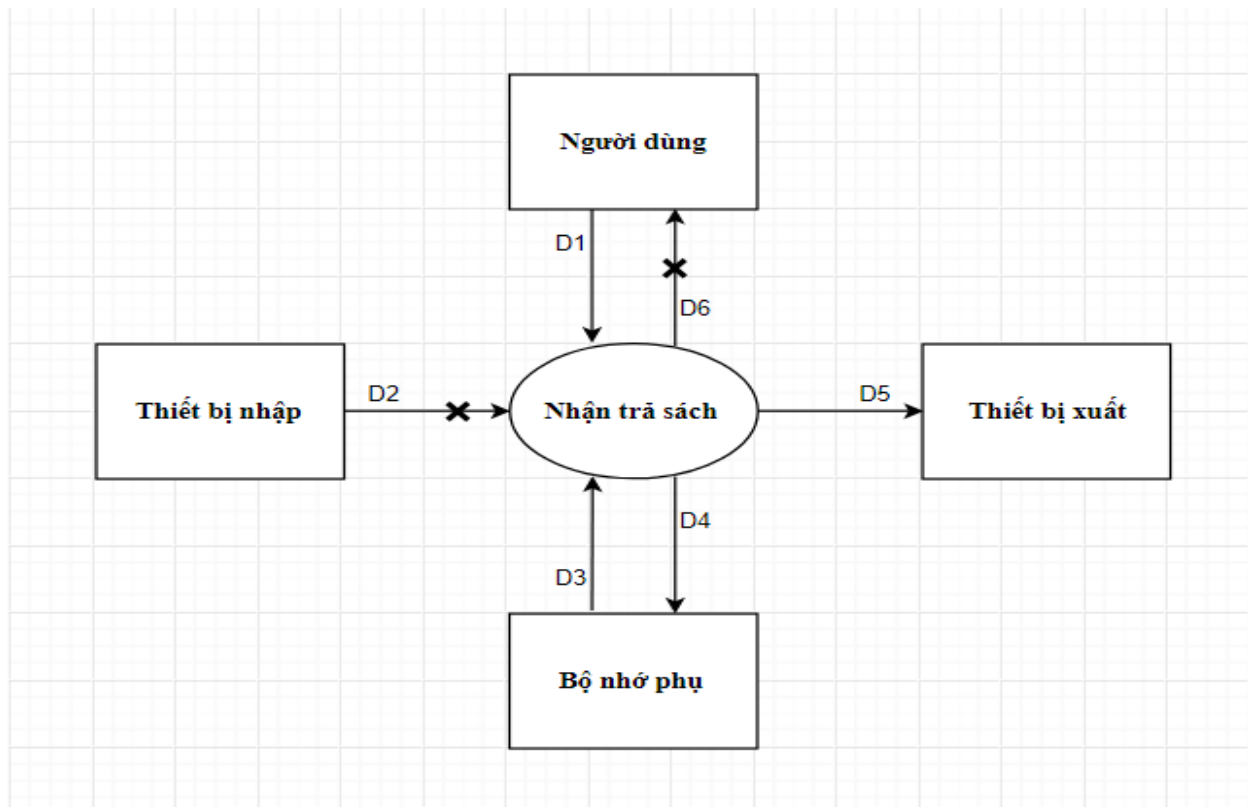 Người dùng
D1
D6
Thiết bị nhập
D2
Nhận trả sách
D5
Thiết bị xuất
D4
D3
Bộ nhớ phụ